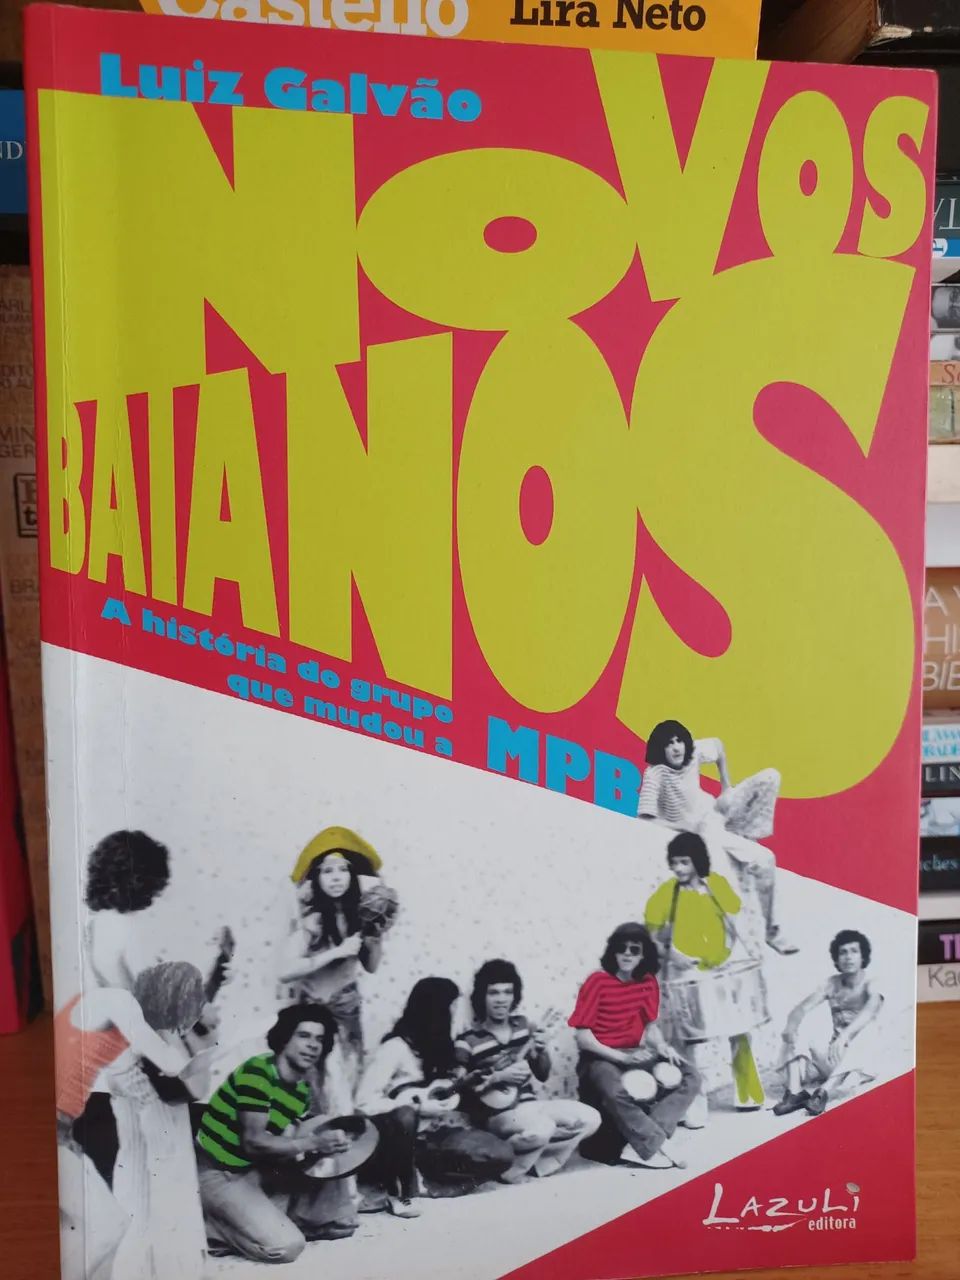 Castello
Lira Neto
Luiz Galvão
NOVOS
BAIANOS
A história do grupo
que mudou a
MPB
LAZULI
editora